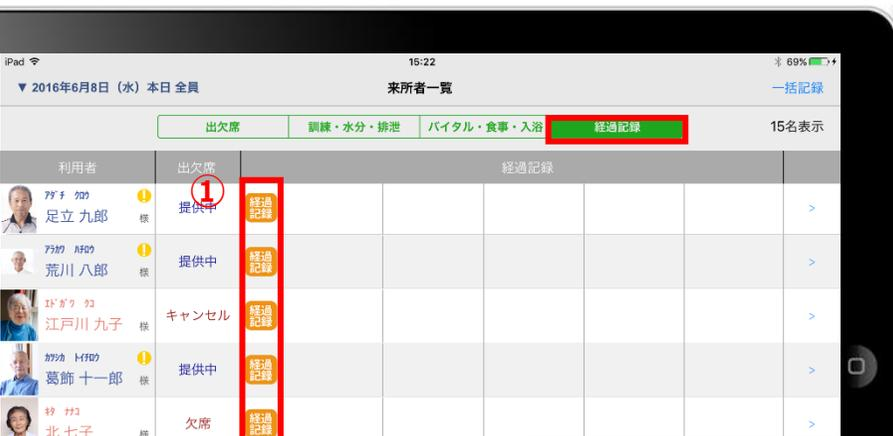 iPad 15:22 69%
▼ 2016年6月8日（水）本日 全員 来所者一覧 一括記録
出欠席 訓練・水分・排泄 バイタル・食事・入浴 経過記録 15名表示
利用者 出欠席 経過記録
①
ｱﾀﾞﾁ ｸﾛｳ
足立 九郎 様 提供中 経過記録 >
ｱﾗｶﾜ ﾊﾁﾛｳ
荒川 八郎 様 提供中 経過記録 >
ｴﾄﾞｶﾞﾜ ｸｺ
江戸川 九子 様 キャンセル 経過記録 >
ｶﾂｼｶ ﾄｲﾁﾛｳ
葛飾 十一郎 様 提供中 経過記録 >
ｷﾀ ﾅﾅｺ
北 七子 様 欠席 経過記録 >